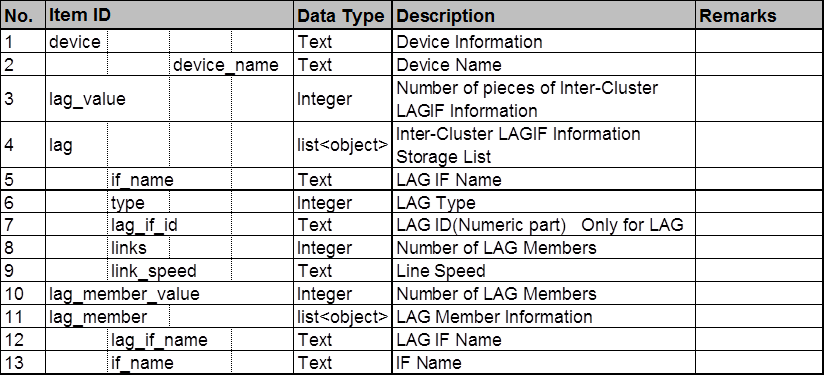 No. Item ID Data Type Description Remarks
1 device Text Device Information
2 device_name Text Device Name
3 lag_value Integer Number of pieces of Inter-Cluster
LAGIF Information
4 lag list<object> Inter-Cluster LAGIF Information
Storage List
5 if_name Text LAG IF Name
6 type Integer LAG Type
7 lag_if_id Text LAG ID(Numeric part) Only for LAG
8 links Integer Number of LAG Members
9 link_speed Text Line Speed
10 lag_member_value Integer Number of LAG Members
11 lag_member list<object> LAG Member Information
12 lag_if_name Text LAG IF Name
13 if_name Text IF Name